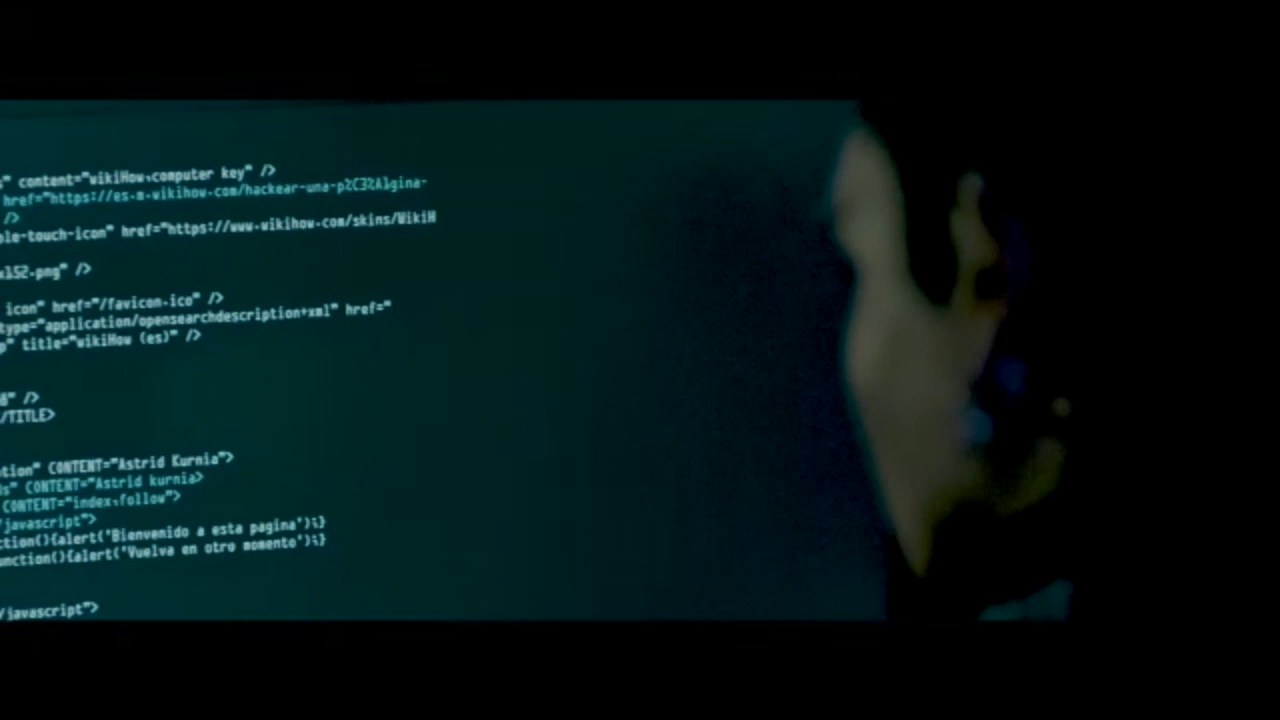 s" content="wikiHow,computer key" />
href="https://es.m.wikihow.com/hackear-una-p%C3%A1gina-
/>
ple-touch-icon" href="https://www.wikihow.com/skins/WikiH
x152.png" />
icon" href="/favicon.ico" />
type="application/opensearchdescription+xml" href="
p" title="wikiHow (es)" />
8" />
/TITLE>
tion" CONTENT="Astrid Kurnia">
ds" CONTENT="Astrid kurnia>
CONTENT="index,follow">
/javascript">
ction(){alert('Bienvenido a esta pagina');}
unction(){alert('Vuelva en otro momento');}
/javascript">